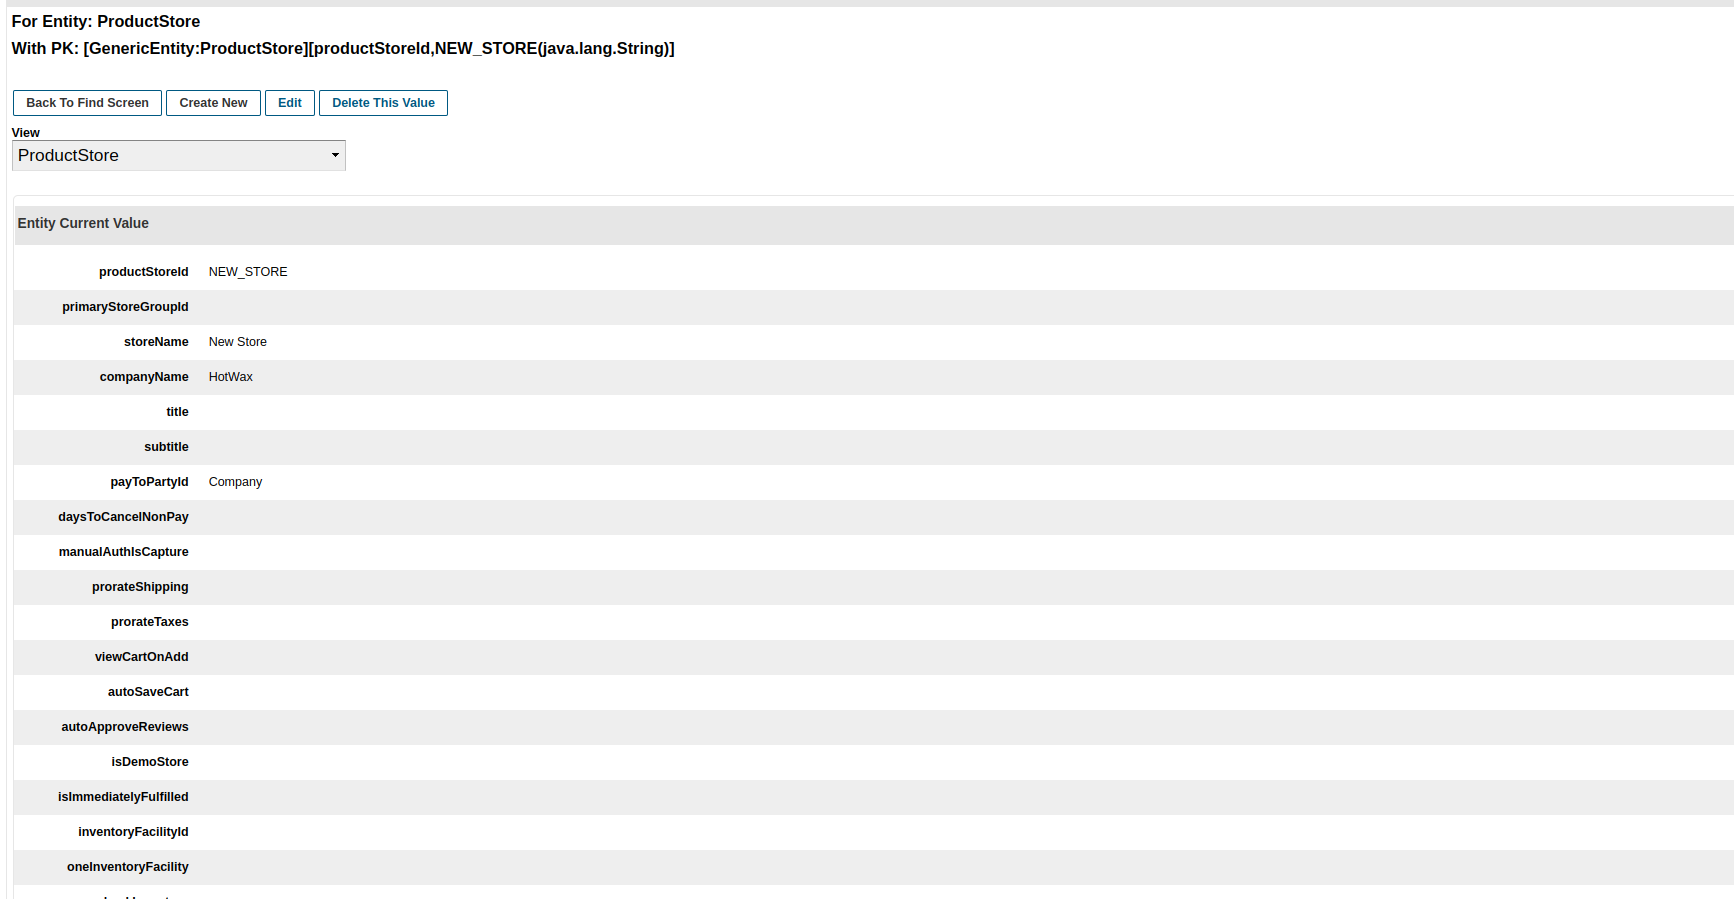 For Entity: ProductStore
With PK: [GenericEntity:ProductStore][productStoreId,NEW_STORE(java.lang.String)]
Back To Find Screen Create New Edit Delete This Value
View
ProductStore
Entity Current Value
productStoreId NEW_STORE
primaryStoreGroupId
storeName New Store
companyName HotWax
title
subtitle
payToPartyId Company
daysToCancelNonPay
manualAuthIsCapture
prorateShipping
prorateTaxes
viewCartOnAdd
autoSaveCart
autoApproveReviews
isDemoStore
isImmediatelyFulfilled
inventoryFacilityId
oneInventoryFacility